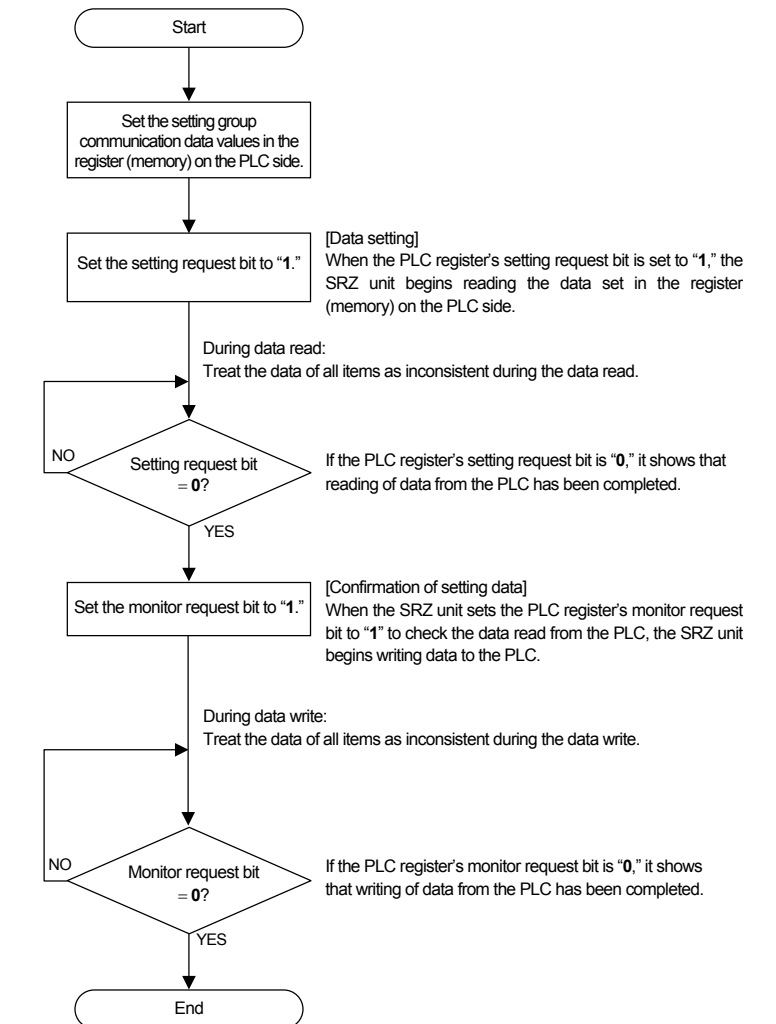 Start
Set the setting group
communication data values in the
register (memory) on the PLC side.
Set the setting request bit to “1.”
[Data setting]
When the PLC register’s setting request bit is set to “1,” the
SRZ unit begins reading the data set in the register
(memory) on the PLC side.
During data read:
Treat the data of all items as inconsistent during the data read.
NO
Setting request bit
= 0?
If the PLC register’s setting request bit is “0,” it shows that
reading of data from the PLC has been completed.
YES
Set the monitor request bit to “1.”
[Confirmation of setting data]
When the SRZ unit sets the PLC register’s monitor request
bit to “1” to check the data read from the PLC, the SRZ unit
begins writing data to the PLC.
During data write:
Treat the data of all items as inconsistent during the data write.
NO
Monitor request bit
= 0?
If the PLC register’s monitor request bit is “0,” it shows
that writing of data from the PLC has been completed.
YES
End